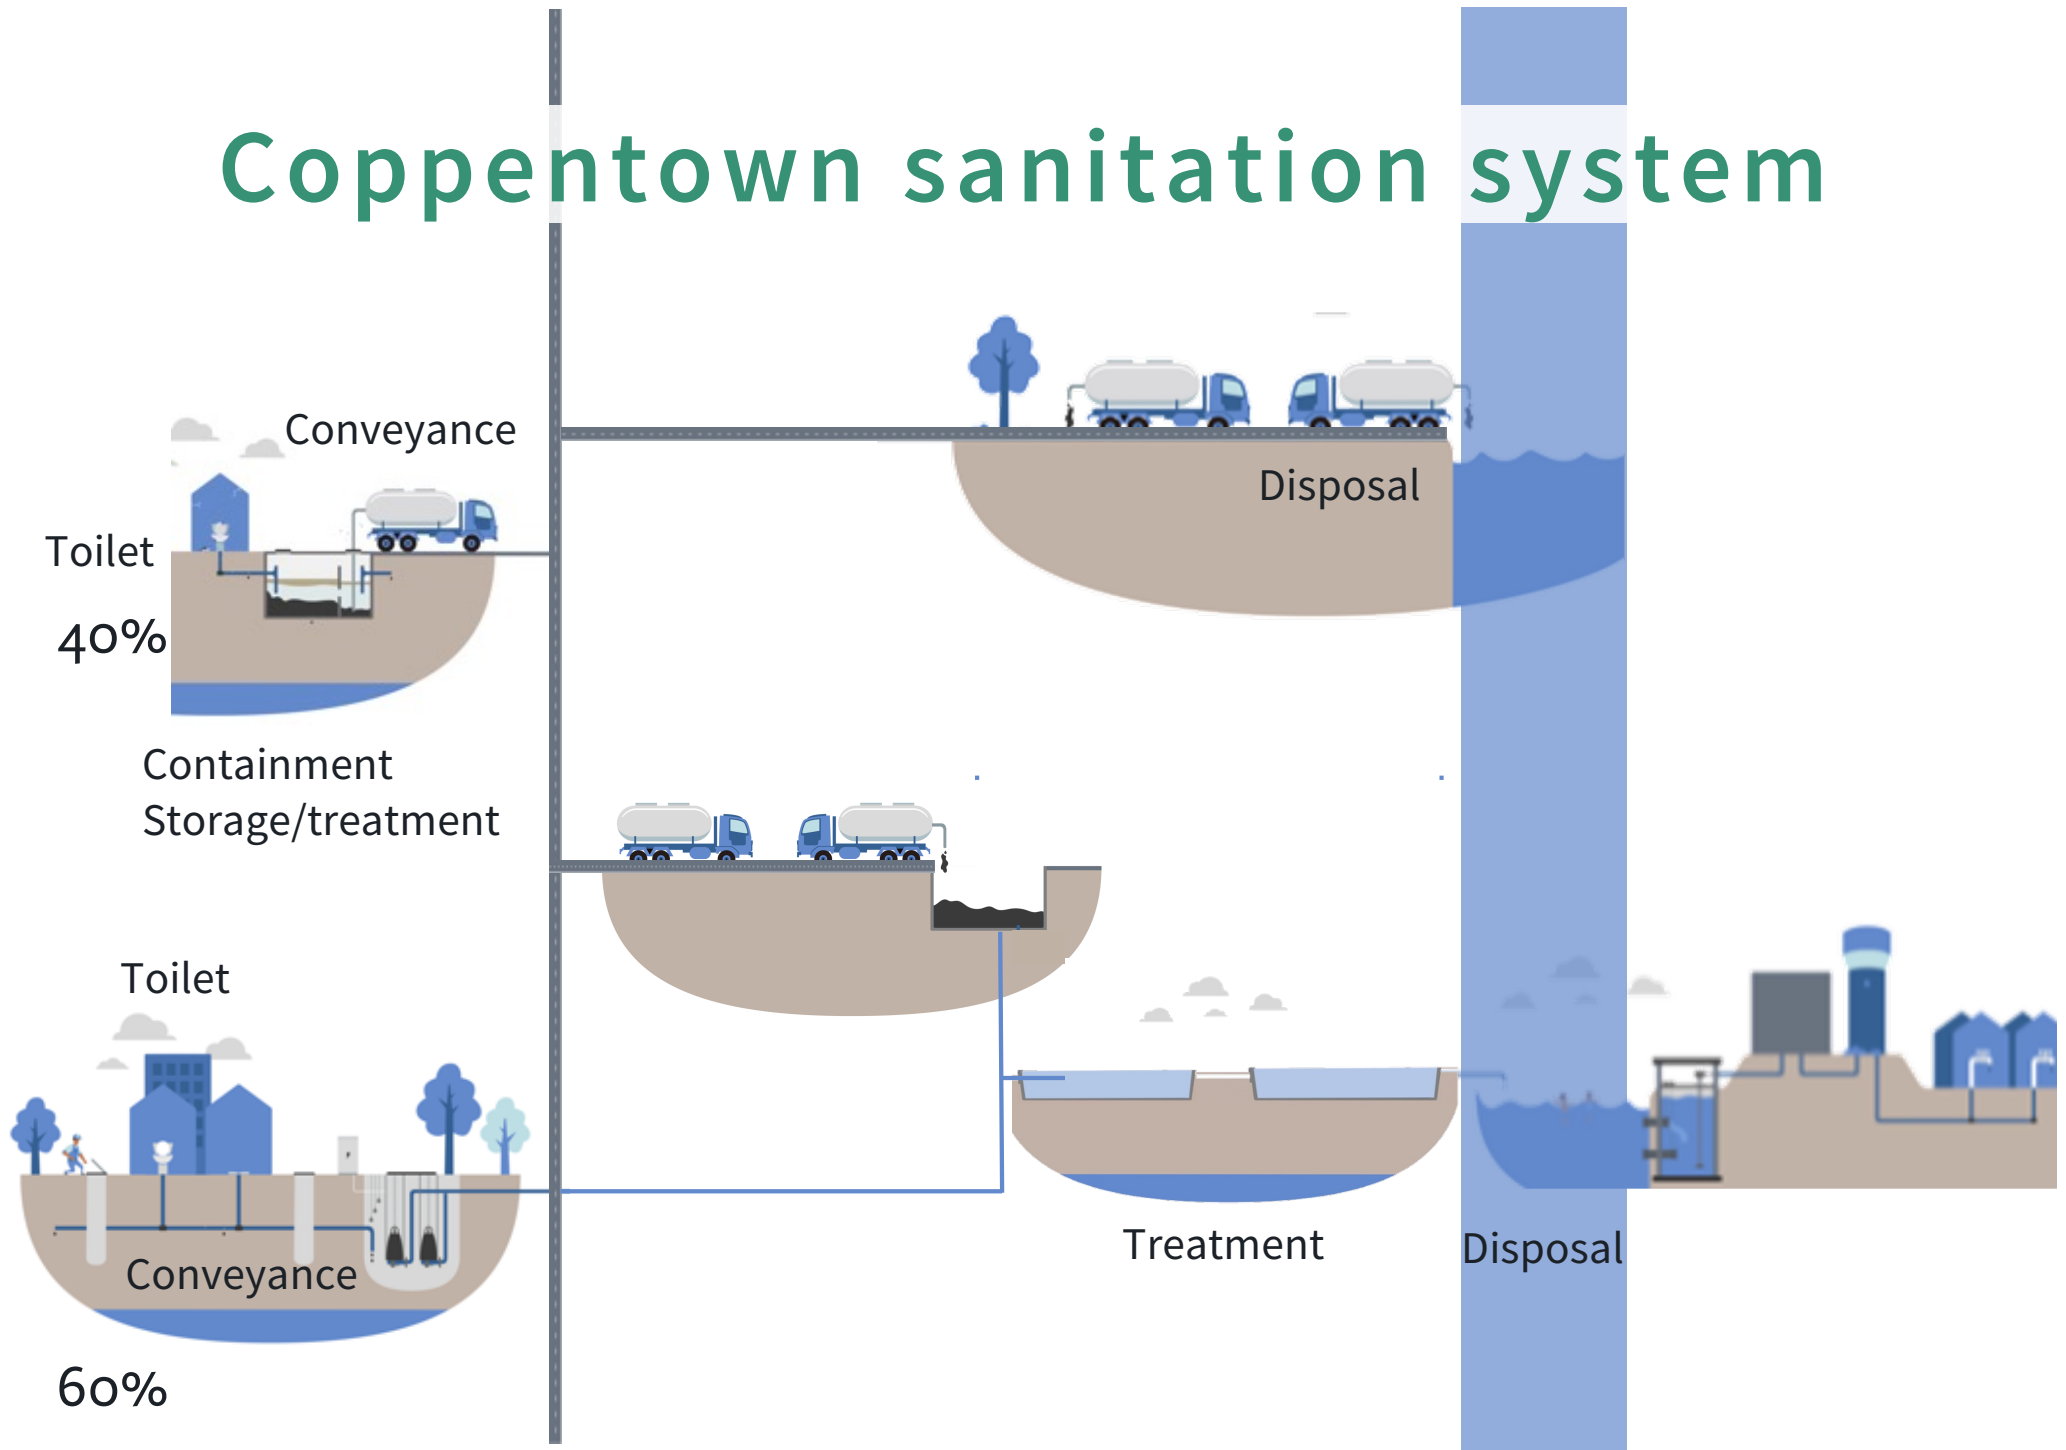 Coppentown sanitation system
Conveyance
Disposal
Toilet
40%
Containment
Storage/treatment
Toilet
Treatment
Disposal
Conveyance
60%